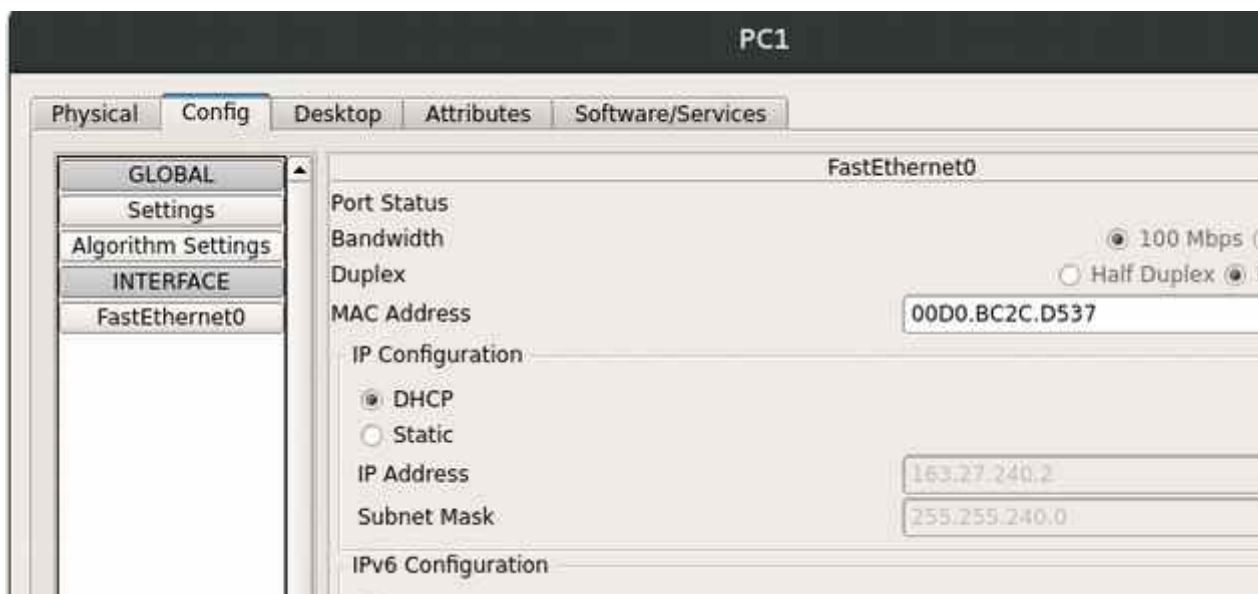 PC1
Physical Config Desktop Attributes Software/Services
GLOBAL
Settings
Algorithm Settings
INTERFACE
FastEthernet0
FastEthernet0
Port Status
Bandwidth 100 Mbps
Duplex Half Duplex
MAC Address 00D0.BC2C.D537
IP Configuration
DHCP
Static
IP Address 163.27.240.2
Subnet Mask 255.255.240.0
IPv6 Configuration